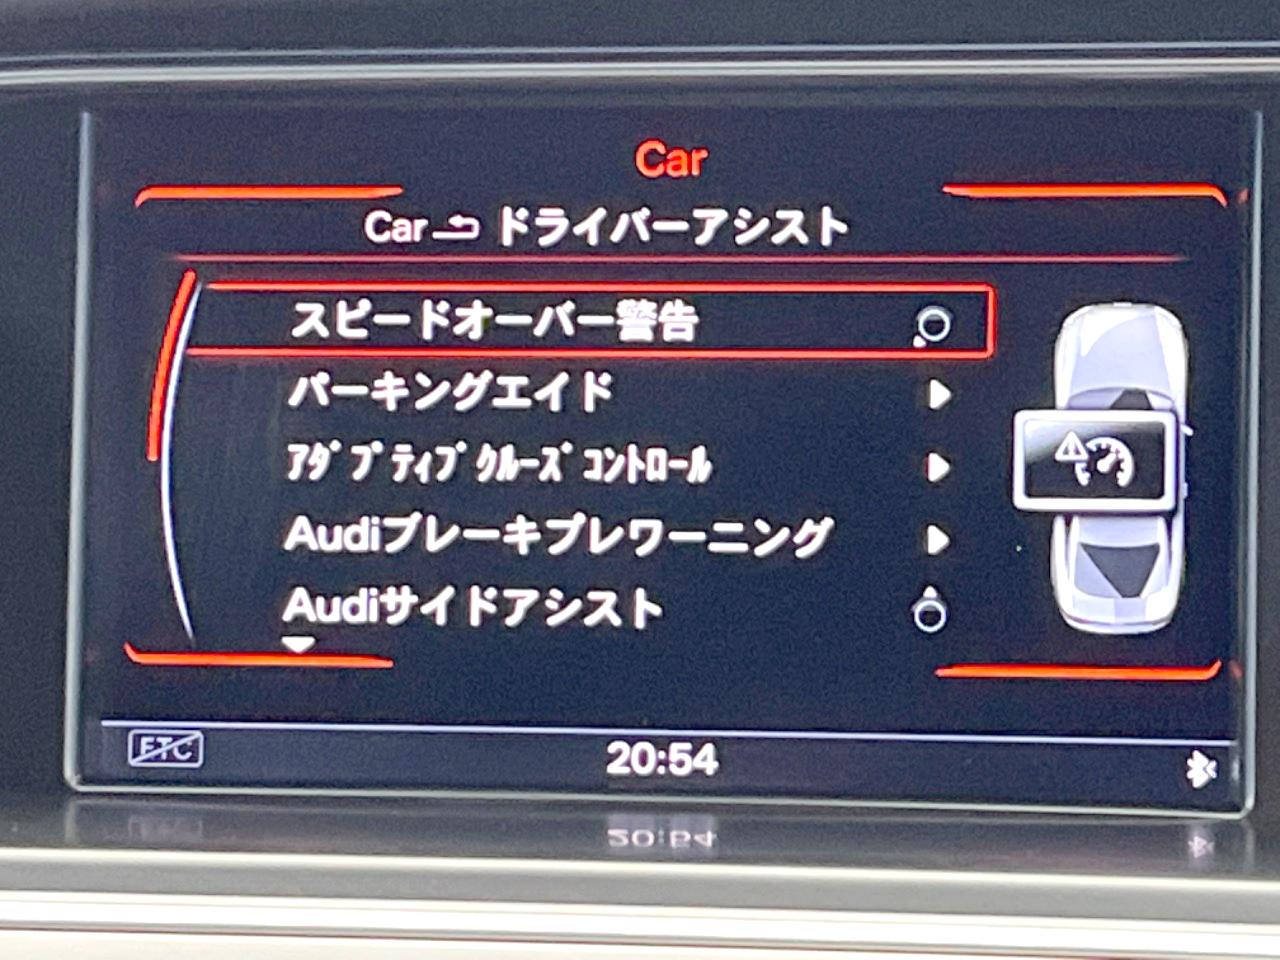 Car
Car ドライバーアシスト
スピードオーバー警告
パーキングエイド
ｱﾀﾞﾌﾟﾃｨﾌﾞ ｸﾙｰｽﾞ ｺﾝﾄﾛｰﾙ
Audiブレーキプレワーニング
Audiサイドアシスト
ETC
20:54